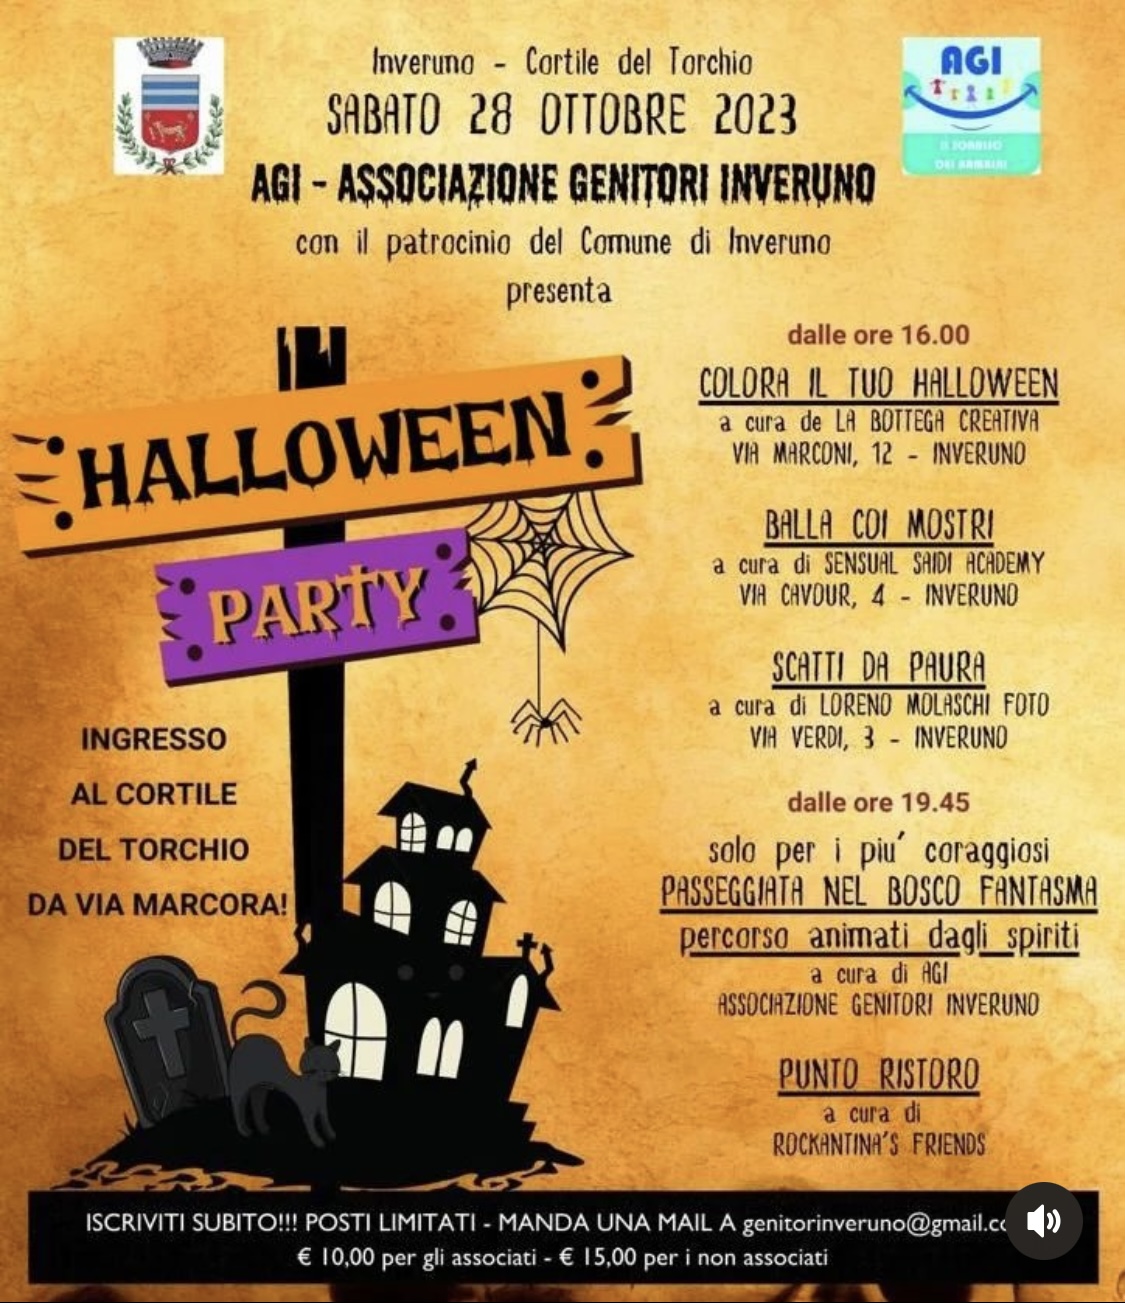 Inveruno - Cortile del Torchio
SABATO 28 OTTOBRE 2023
AGI
IL SORRISO
DEI BAMBINI
AGI - ASSOCIAZIONE GENITORI INVERUNO
con il patrocinio del Comune di Inveruno
presenta
HALLOWEEN
PARTY
INGRESSO
AL CORTILE
DEL TORCHIO
DA VIA MARCORA!
dalle ore 16.00
COLORA IL TUO HALLOWEEN
a cura de LA BOTTEGA CREATIVA
VIA MARCONI, 12 - INVERUNO
BALLA COI MOSTRI
a cura di SENSUAL SAIDI ACADEMY
VIA CAVOUR, 4 - INVERUNO
SCATTI DA PAURA
a cura di LORENO MOLASCHI FOTO
VIA VERDI, 3 - INVERUNO
dalle ore 19.45
solo per i piu' coraggiosi
PASSEGGIATA NEL BOSCO FANTASMA
percorso animati dagli spiriti
a cura di AGI
ASSOCIAZIONE GENITORI INVERUNO
PUNTO RISTORO
a cura di
ROCKANTINA'S FRIENDS
ISCRIVITI SUBITO!!! POSTI LIMITATI - MANDA UNA MAIL A genitorinveruno@gmail.co
€ 10,00 per gli associati - € 15,00 per i non associati